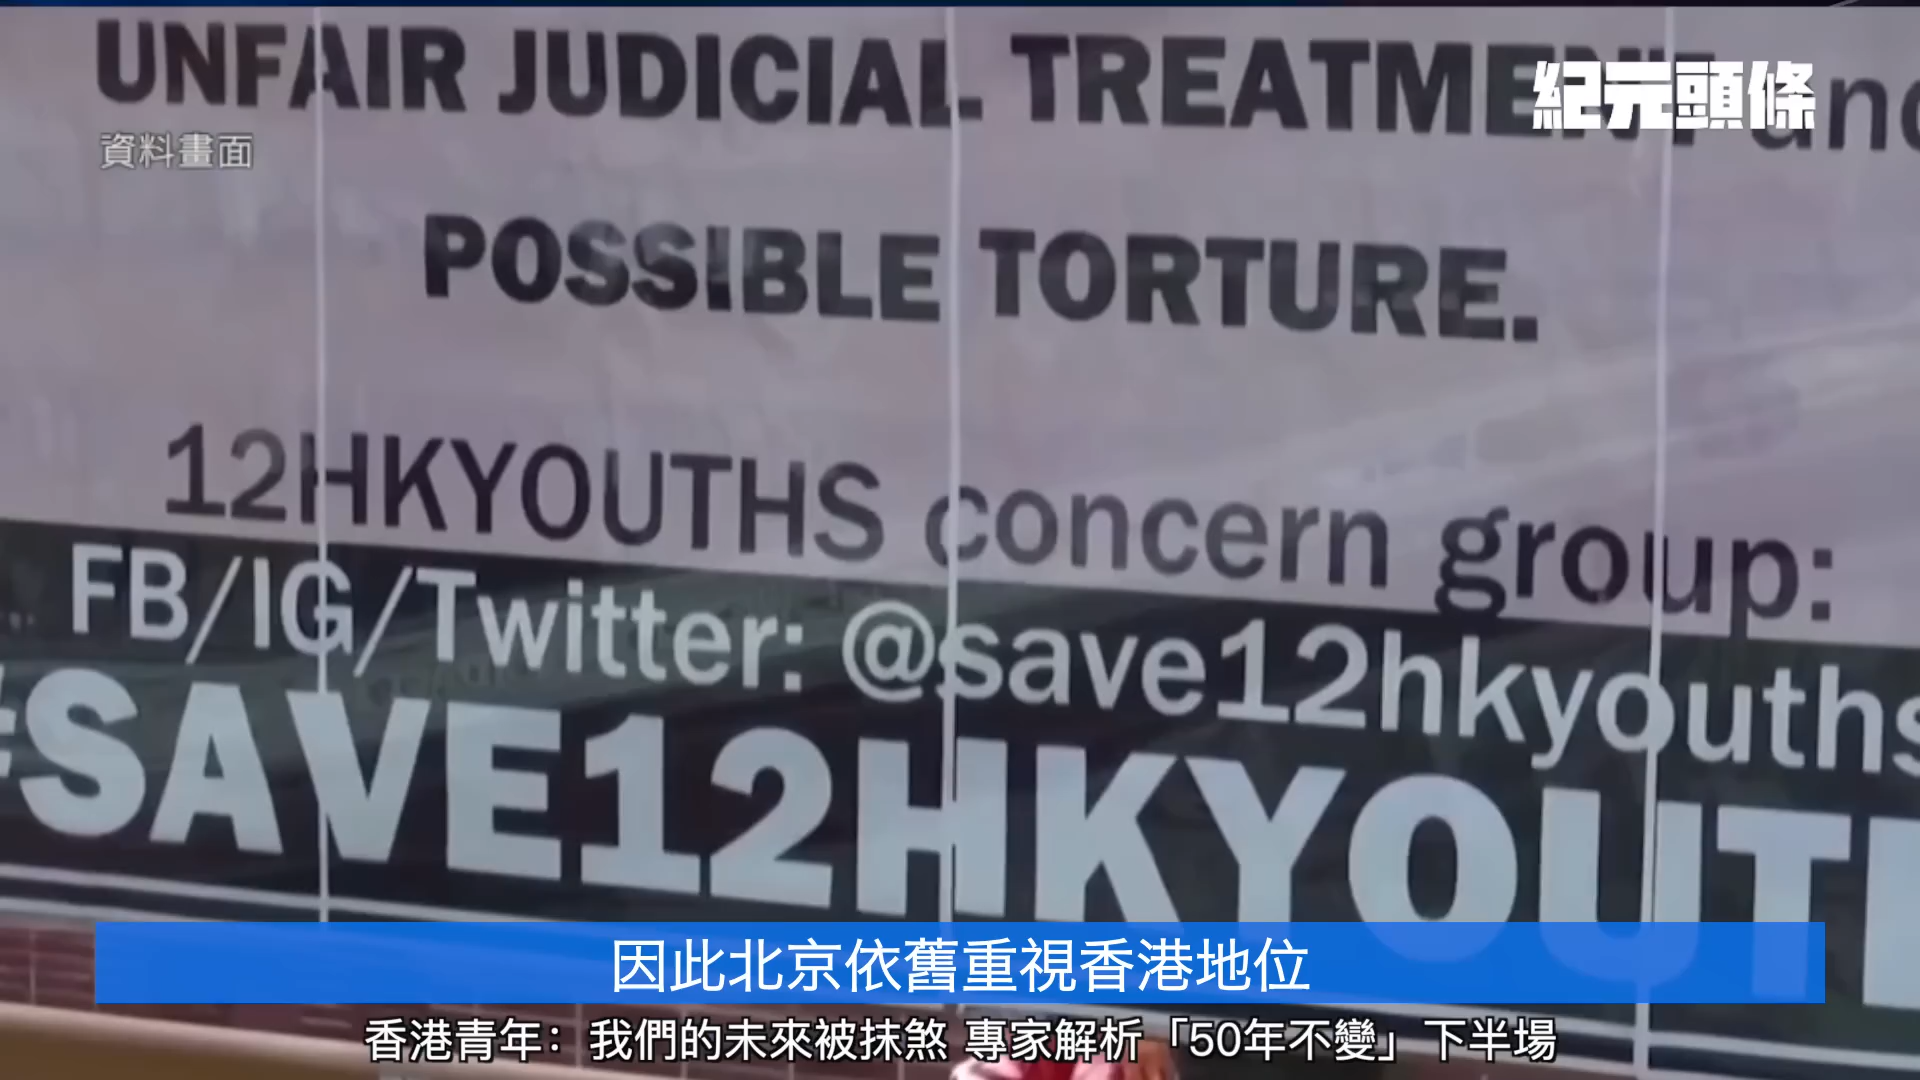 UNFAIR JUDICIAL TREATMENT and
紀元頭條
資料畫面
POSSIBLE TORTURE.
12HKYOUTHS concern group:
FB/IG/Twitter: @save12hkyouths
#SAVE12HKYOUTH
因此北京依舊重視香港地位
香港青年：我們的未來被抹煞 專家解析「50年不變」下半場